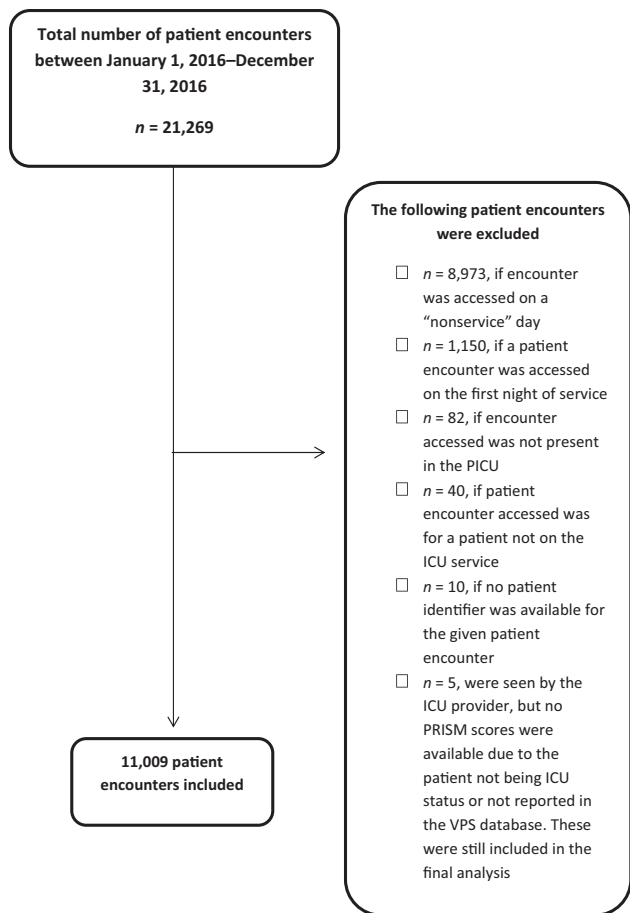 Total number of patient encounters
between January 1, 2016–December
31, 2016
n = 21,269
The following patient encounters
were excluded
☐ n = 8,973, if encounter
was accessed on a
“nonservice” day
☐ n = 1,150, if a patient
encounter was accessed
on the first night of service
☐ n = 82, if encounter
accessed was not present
in the PICU
☐ n = 40, if patient
encounter accessed was
for a patient not on the
ICU service
☐ n = 10, if no patient
identifier was available for
the given patient
encounter
☐ n = 5, were seen by the
ICU provider, but no
PRISM scores were
available due to the
patient not being ICU
status or not reported in
the VPS database. These
were still included in the
final analysis
11,009 patient
encounters included